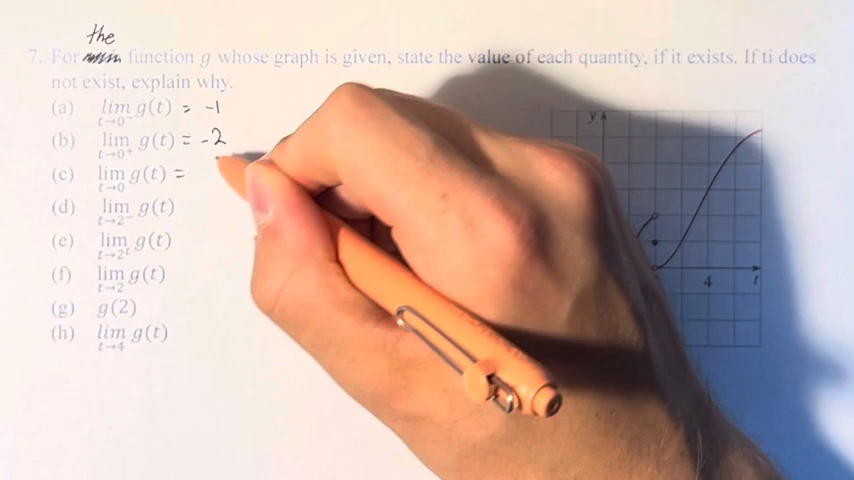 the
7. For function g whose graph is given, state the value of each quantity, if it exists. If ti does
not exist, explain why.
(a) lim t→0⁻ g(t) = -1
(b) lim t→0⁺ g(t) = -2
(c) lim t→0 g(t) =
(d) lim t→2⁻ g(t)
(e) lim t→2⁺ g(t)
(f) lim t→2 g(t)
(g) g(2)
(h) lim t→4 g(t)
y
4
t